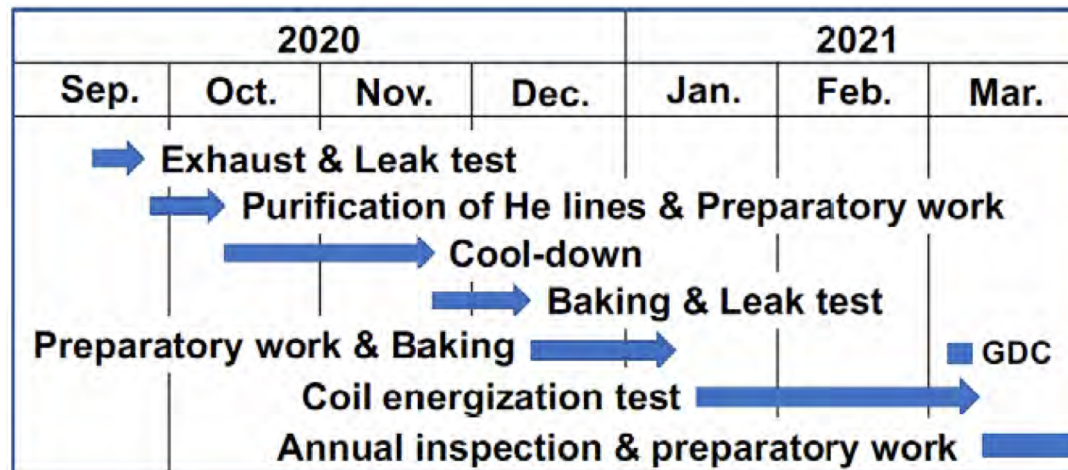 2020 2021
Sep. Oct. Nov. Dec. Jan. Feb. Mar.
Exhaust & Leak test
Purification of He lines & Preparatory work
Cool-down
Baking & Leak test
Preparatory work & Baking
GDC
Coil energization test
Annual inspection & preparatory work